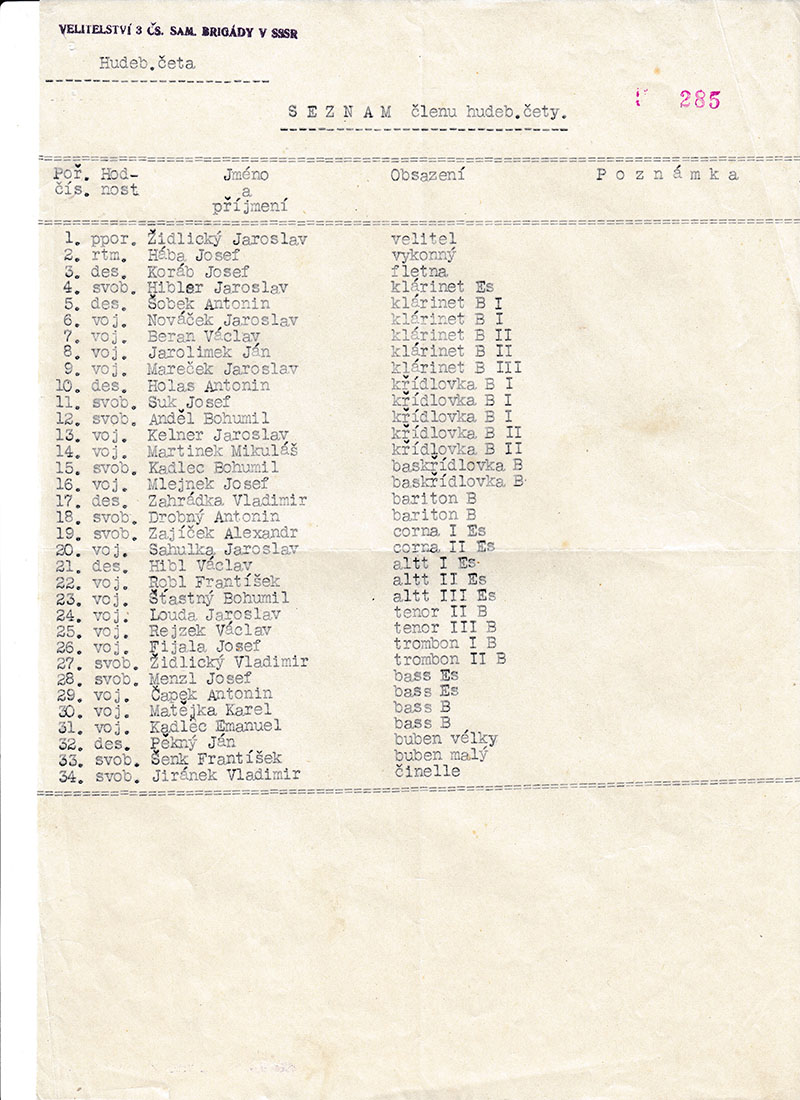 VELITELSTVÍ 3 ČS. SAM. BRIGÁDY V SSSR
Hudeb.četa
285
S E Z N A M členu hudeb.čety.
Poř. Hod- Jméno Obsazení P o z n á m k a
čís. nost a
příjmení
1. ppor. Židlický Jaroslav velitel
2. rtm. Hába Josef vykonný
3. des. Koráb Josef fletna
4. svob. Hibler Jaroslav klárinet Es
5. des. Šobek Antonin klárinet B I
6. voj. Nováček Jaroslav klárinet B I
7. voj. Beran Václav klárinet B II
8. voj. Jarolimek Ján klárinet B II
9. voj. Mareček Jaroslav klárinet B III
10. des. Holas Antonin křídlovka B I
11. svob. Suk Josef křídlovka B I
12. svob. Anděl Bohumil křídlovka B I
13. voj. Kelner Jaroslav křídlovka B II
14. voj. Martinek Mikuláš křídlovka B II
15. svob. Kadlec Bohumil baskřídlovka B
16. voj. Mlejnek Josef baskřídlovka B
17. des. Zahrádka Vladimir bariton B
18. svob. Drobný Antonin bariton B
19. svob. Zajíček Alexandr corna I Es
20. voj. Sahulka Jaroslav corna II Es
21. des. Hibl Václav altt I Es
22. voj. Robl Frantíšek altt II Es
23. voj. Štastný Bohumil altt III Es
24. voj. Louda Jaroslav tenor II B
25. voj. Rejzek Václav tenor III B
26. voj. Fijala Josef trombon I B
27. svob. Židlický Vladimir trombon II B
28. svob. Menzl Josef bass Es
29. voj. Čapek Antonin bass Es
30. voj. Matějka Karel bass B
31. voj. Kadlec Emanuel bass B
32. des. Pěkný Ján buben vélky
33. svob. Šenk Frantíšek buben malý
34. svob. Jiránek Vladimir činelle